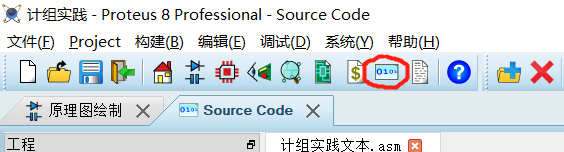 计组实践 - Proteus 8 Professional - Source Code
文件(F) Project 构建(B) 编辑(E) 调试(D) 系统(Y) 帮助(H)
$ 0101 ?
原理图绘制 0101 Source Code
工程 计组实践文本.asm